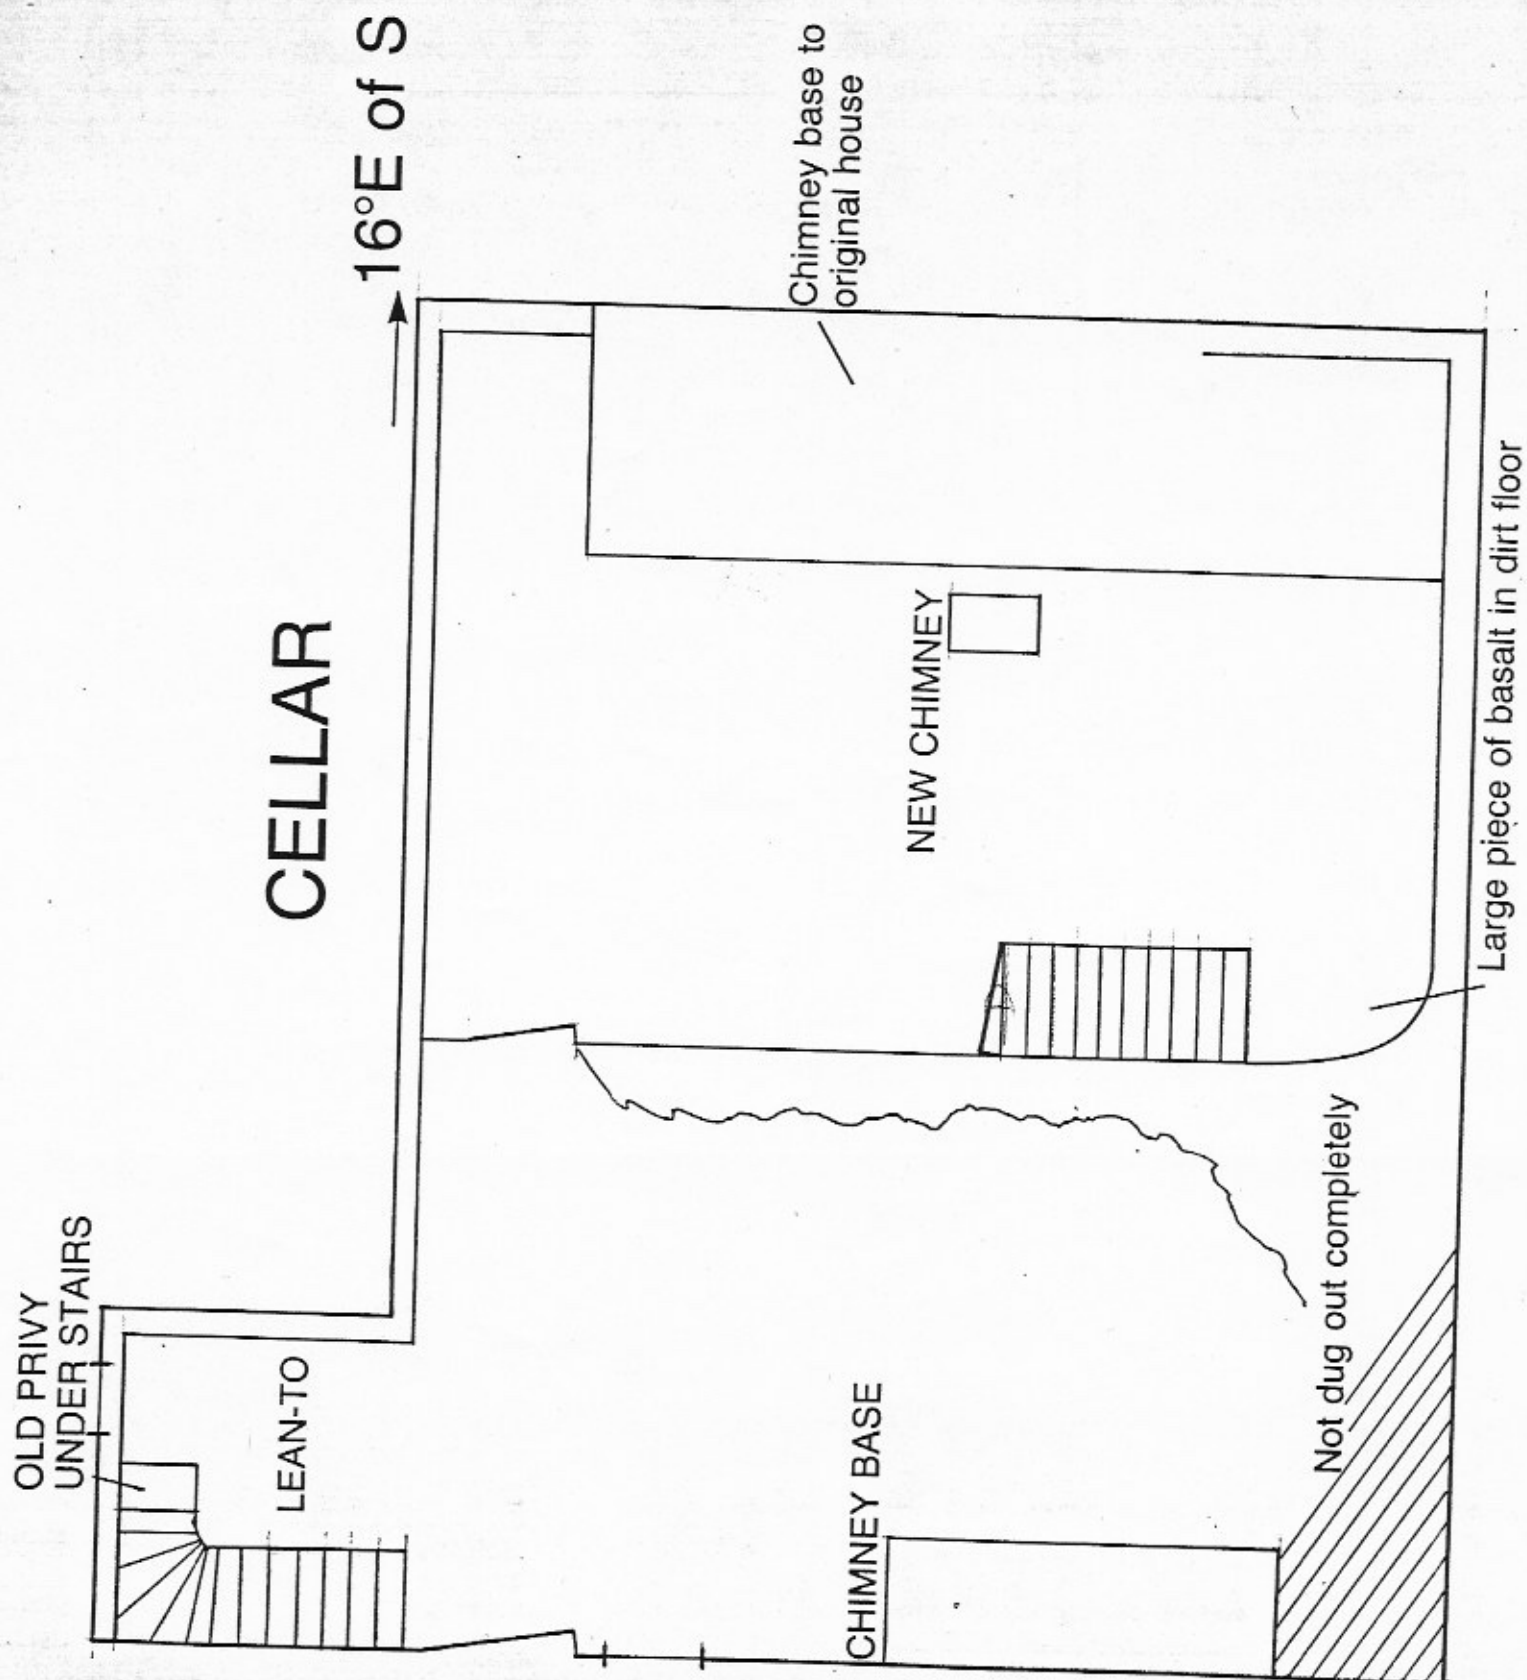 CELLAR
16°E of S
OLD PRIVY
UNDER STAIRS
LEAN-TO
Chimney base to
original house
NEW CHIMNEY
CHIMNEY BASE
Not dug out completely
Large piece of basalt in dirt floor